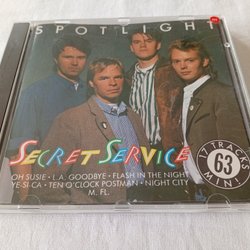 SPOTLIGHT
SECRET SERVICE
OH SUSIE · L.A. GOODBYE · FLASH IN THE NIGHT
YE-SI-CA · TEN O'CLOCK POSTMAN · NIGHT CITY
M. FL.
17 TRACKS
63
MIN.